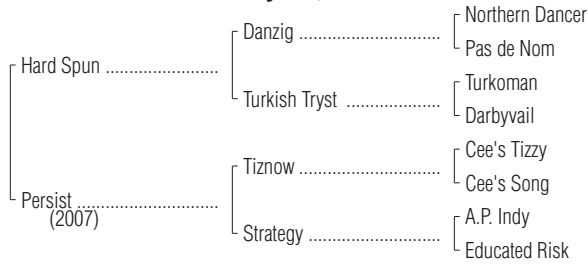 Northern Dancer
Danzig ..............................
Pas de Nom
Hard Spun ........................
Turkoman
Turkish Tryst ....................
Darbyvail
Cee's Tizzy
Tiznow ..............................
Cee's Song
Persist ..............................
(2007)
A.P. Indy
Strategy ............................
Educated Risk